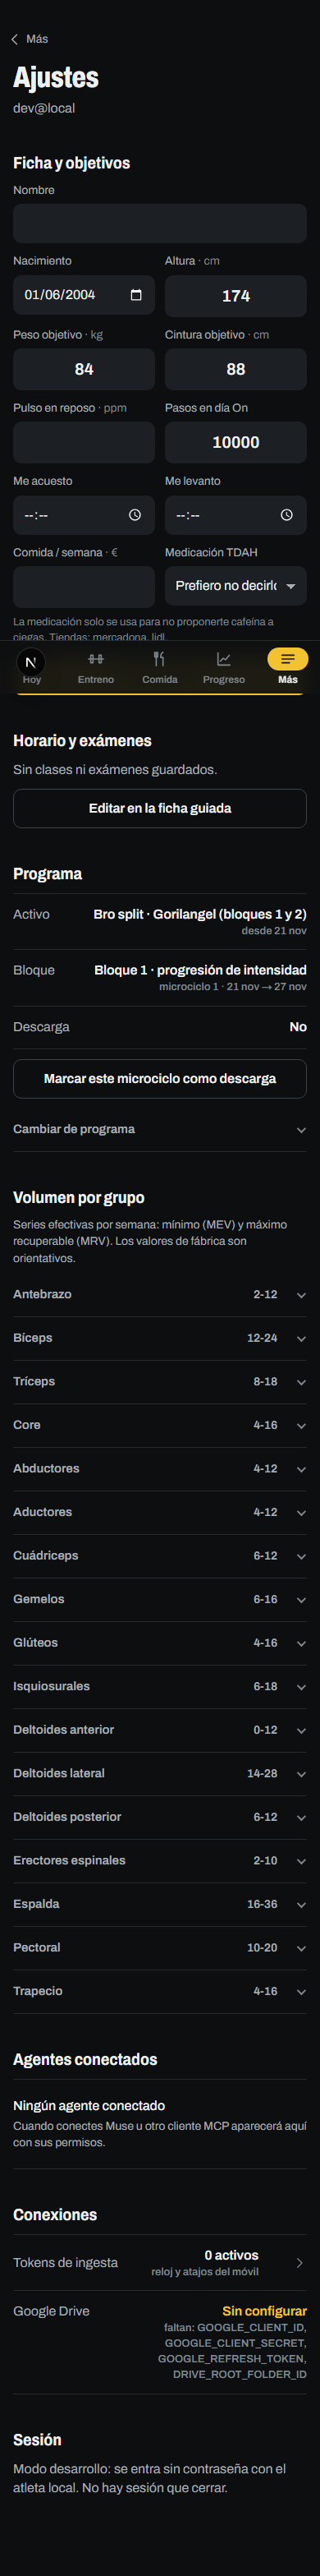 Más
Ajustes
dev@local
Ficha y objetivos
Nombre
Nacimiento
Altura · cm
01/06/2004
174
Peso objetivo · kg
Cintura objetivo · cm
84
88
Pulso en reposo · ppm
Pasos en día On
10000
Me acuesto
Me levanto
--:--
--:--
Comida / semana · €
Medicación TDAH
Prefiero no decirlo
La medicación solo se usa para no proponerte cafeína a
ciegas. Tiendas: mercadona, lidl.
N
Hoy
Entreno
Comida
Progreso
Más
Horario y exámenes
Sin clases ni exámenes guardados.
Editar en la ficha guiada
Programa
Activo
Bro split · Gorilangel (bloques 1 y 2)
desde 21 nov
Bloque
Bloque 1 · progresión de intensidad
microciclo 1 · 21 nov → 27 nov
Descarga
No
Marcar este microciclo como descarga
Cambiar de programa
Volumen por grupo
Series efectivas por semana: mínimo (MEV) y máximo
recuperable (MRV). Los valores de fábrica son
orientativos.
Antebrazo 2-12
Bíceps 12-24
Tríceps 8-18
Core 4-16
Abductores 4-12
Aductores 4-12
Cuádriceps 6-12
Gemelos 6-16
Glúteos 4-16
Isquiosurales 6-18
Deltoides anterior 0-12
Deltoides lateral 14-28
Deltoides posterior 6-12
Erectores espinales 2-10
Espalda 16-36
Pectoral 10-20
Trapecio 4-16
Agentes conectados
Ningún agente conectado
Cuando conectes Muse u otro cliente MCP aparecerá aquí
con sus permisos.
Conexiones
Tokens de ingesta
0 activos
reloj y atajos del móvil
Google Drive
Sin configurar
faltan: GOOGLE_CLIENT_ID,
GOOGLE_CLIENT_SECRET,
GOOGLE_REFRESH_TOKEN,
DRIVE_ROOT_FOLDER_ID
Sesión
Modo desarrollo: se entra sin contraseña con el
atleta local. No hay sesión que cerrar.